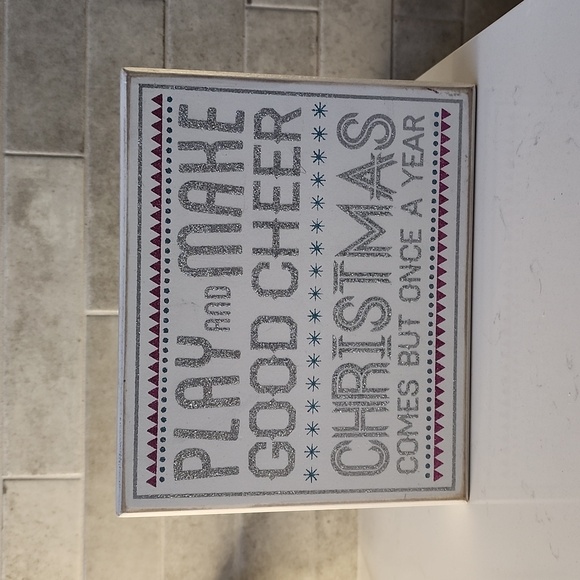 PLAY AND MAKE
GOOD CHEER
CHRISTMAS
COMES BUT ONCE A YEAR